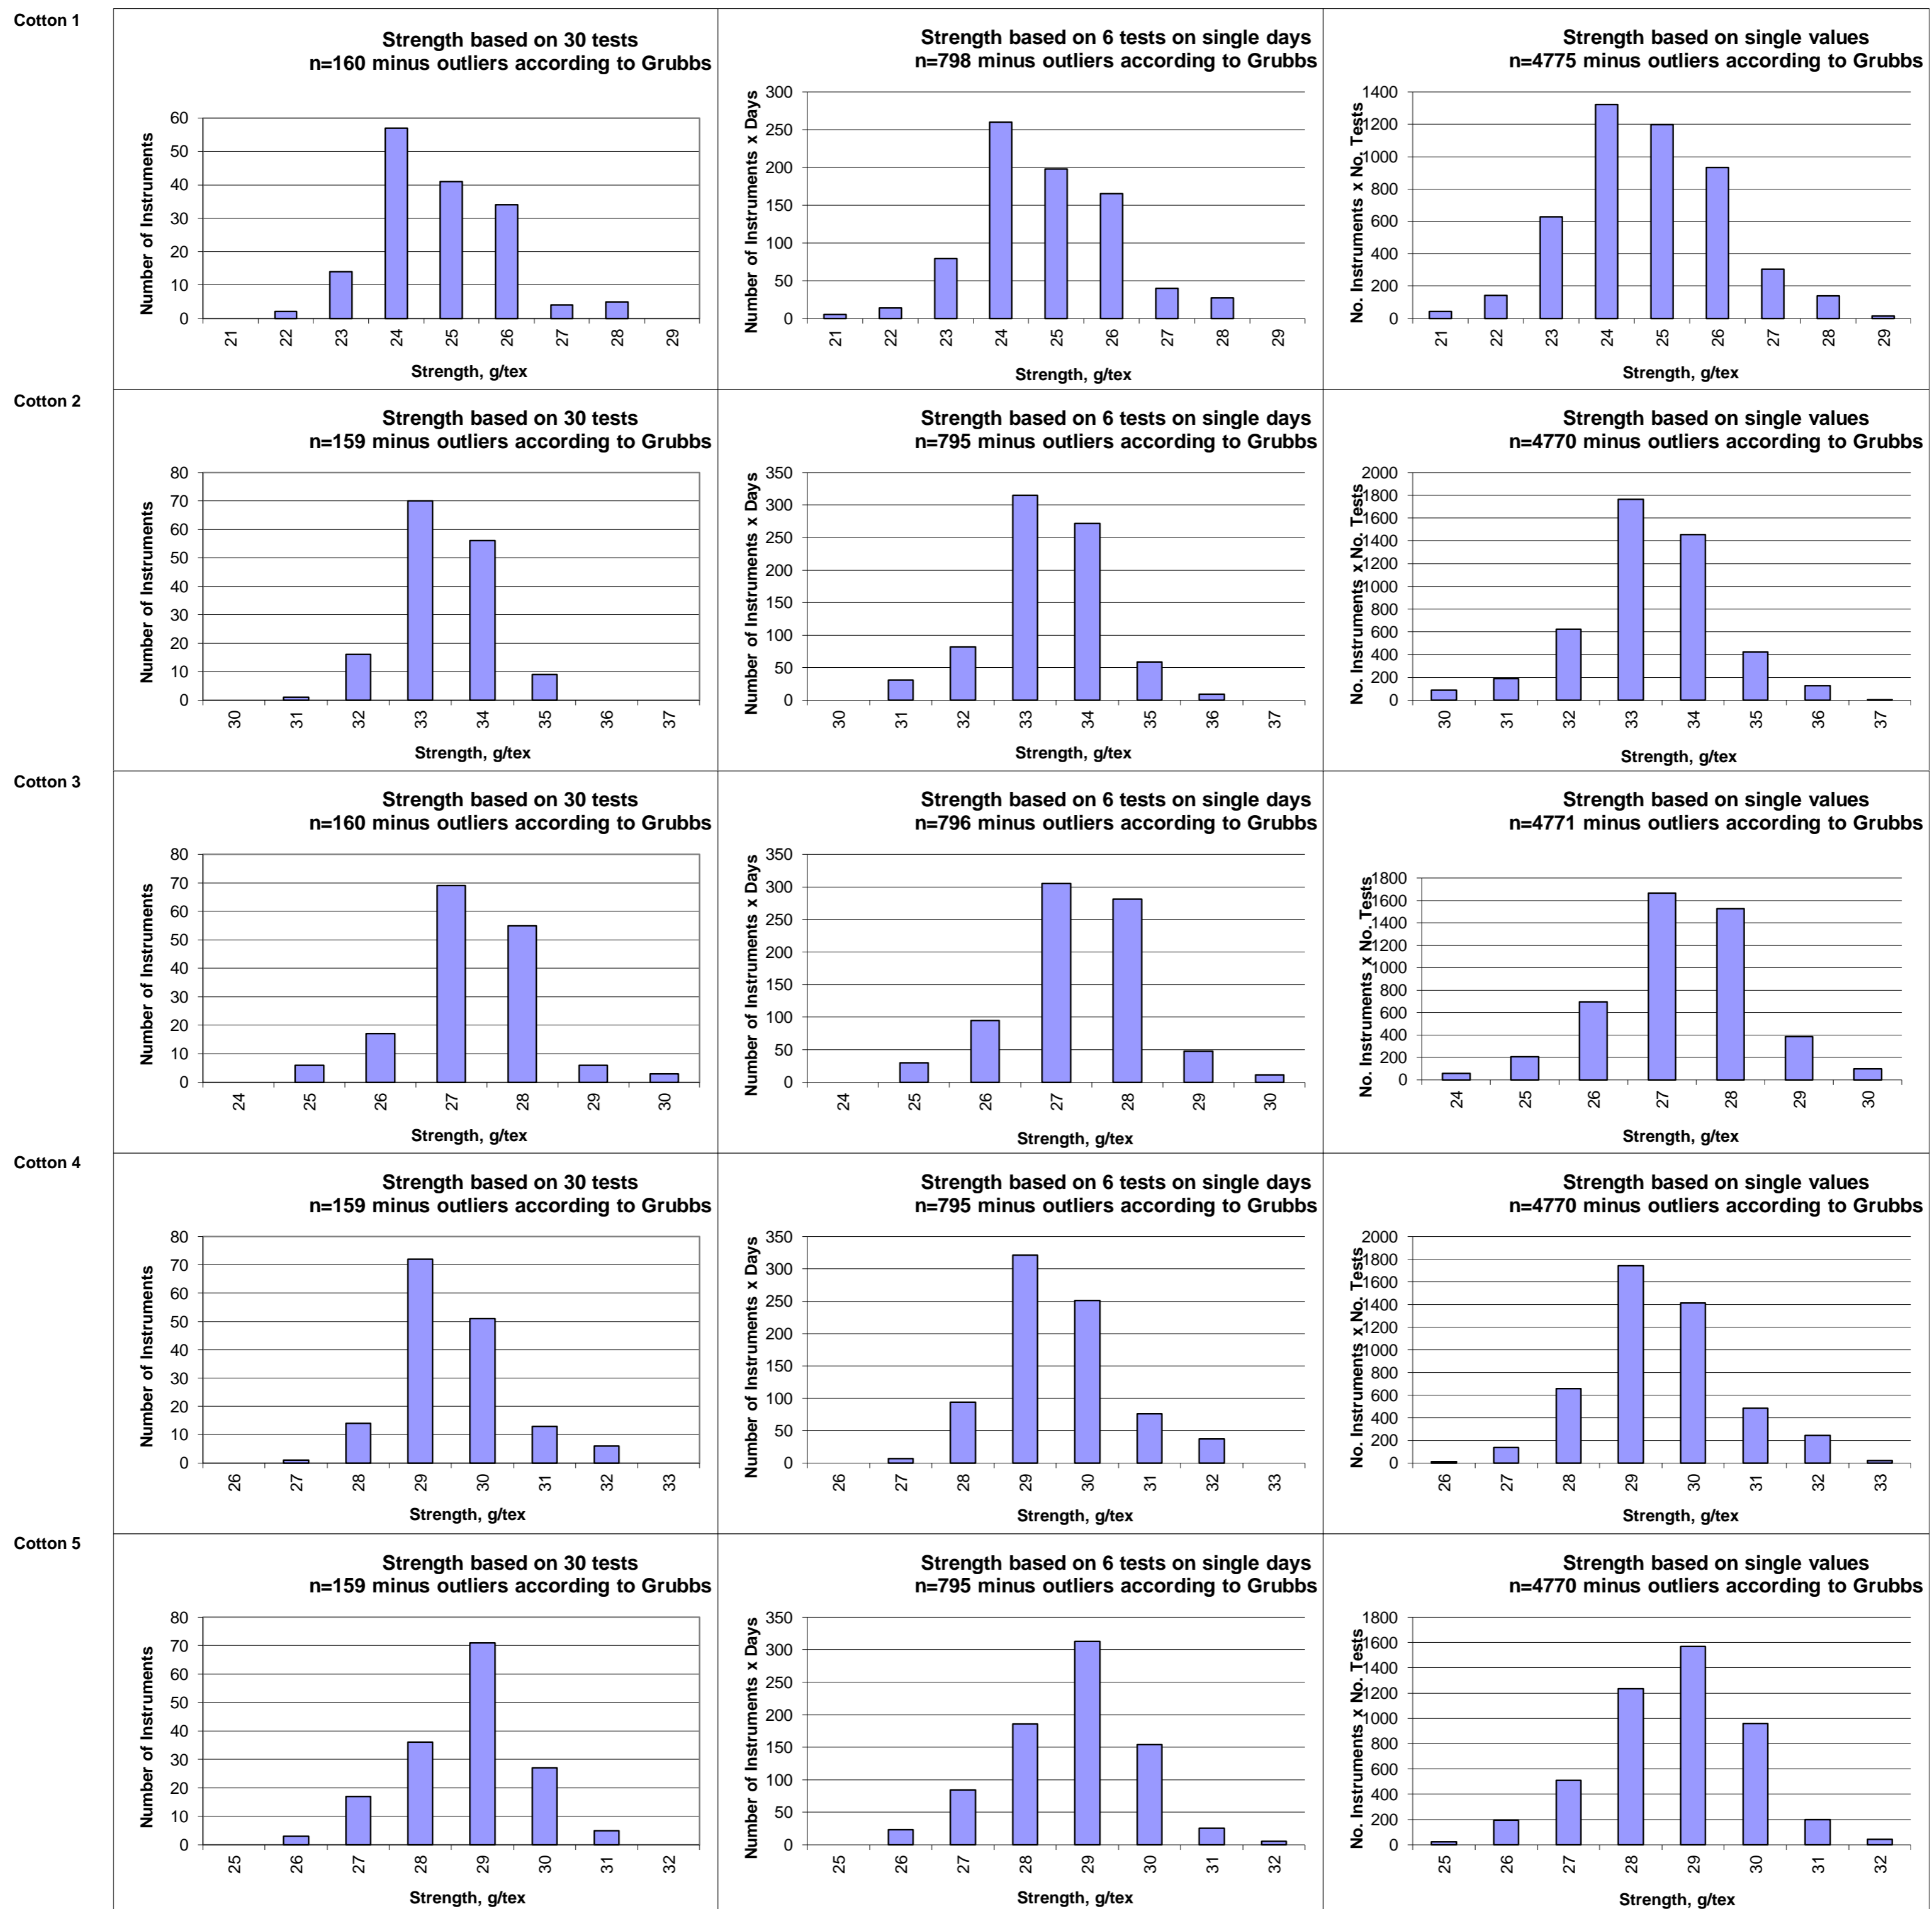 Cotton 1
Strength based on 30 tests
n=160 minus outliers according to Grubbs
Number of Instruments
60
50
40
30
20
10
0
21 22 23 24 25 26 27 28 29
Strength, g/tex
Strength based on 6 tests on single days
n=798 minus outliers according to Grubbs
Number of Instruments x Days
300
250
200
150
100
50
0
21 22 23 24 25 26 27 28 29
Strength, g/tex
Strength based on single values
n=4775 minus outliers according to Grubbs
No. Instruments x No. Tests
1400
1200
1000
800
600
400
200
0
21 22 23 24 25 26 27 28 29
Strength, g/tex
Cotton 2
Strength based on 30 tests
n=159 minus outliers according to Grubbs
Number of Instruments
80
70
60
50
40
30
20
10
0
30 31 32 33 34 35 36 37
Strength, g/tex
Strength based on 6 tests on single days
n=795 minus outliers according to Grubbs
Number of Instruments x Days
350
300
250
200
150
100
50
0
30 31 32 33 34 35 36 37
Strength, g/tex
Strength based on single values
n=4770 minus outliers according to Grubbs
No. Instruments x No. Tests
2000
1800
1600
1400
1200
1000
800
600
400
200
0
30 31 32 33 34 35 36 37
Strength, g/tex
Cotton 3
Strength based on 30 tests
n=160 minus outliers according to Grubbs
Number of Instruments
80
70
60
50
40
30
20
10
0
24 25 26 27 28 29 30
Strength, g/tex
Strength based on 6 tests on single days
n=796 minus outliers according to Grubbs
Number of Instruments x Days
350
300
250
200
150
100
50
0
24 25 26 27 28 29 30
Strength, g/tex
Strength based on single values
n=4771 minus outliers according to Grubbs
No. Instruments x No. Tests
1800
1600
1400
1200
1000
800
600
400
200
0
24 25 26 27 28 29 30
Strength, g/tex
Cotton 4
Strength based on 30 tests
n=159 minus outliers according to Grubbs
Number of Instruments
80
70
60
50
40
30
20
10
0
26 27 28 29 30 31 32 33
Strength, g/tex
Strength based on 6 tests on single days
n=795 minus outliers according to Grubbs
Number of Instruments x Days
350
300
250
200
150
100
50
0
26 27 28 29 30 31 32 33
Strength, g/tex
Strength based on single values
n=4770 minus outliers according to Grubbs
No. Instruments x No. Tests
2000
1800
1600
1400
1200
1000
800
600
400
200
0
26 27 28 29 30 31 32 33
Strength, g/tex
Cotton 5
Strength based on 30 tests
n=159 minus outliers according to Grubbs
Number of Instruments
80
70
60
50
40
30
20
10
0
25 26 27 28 29 30 31 32
Strength, g/tex
Strength based on 6 tests on single days
n=795 minus outliers according to Grubbs
Number of Instruments x Days
350
300
250
200
150
100
50
0
25 26 27 28 29 30 31 32
Strength, g/tex
Strength based on single values
n=4770 minus outliers according to Grubbs
No. Instruments x No. Tests
1800
1600
1400
1200
1000
800
600
400
200
0
25 26 27 28 29 30 31 32
Strength, g/tex